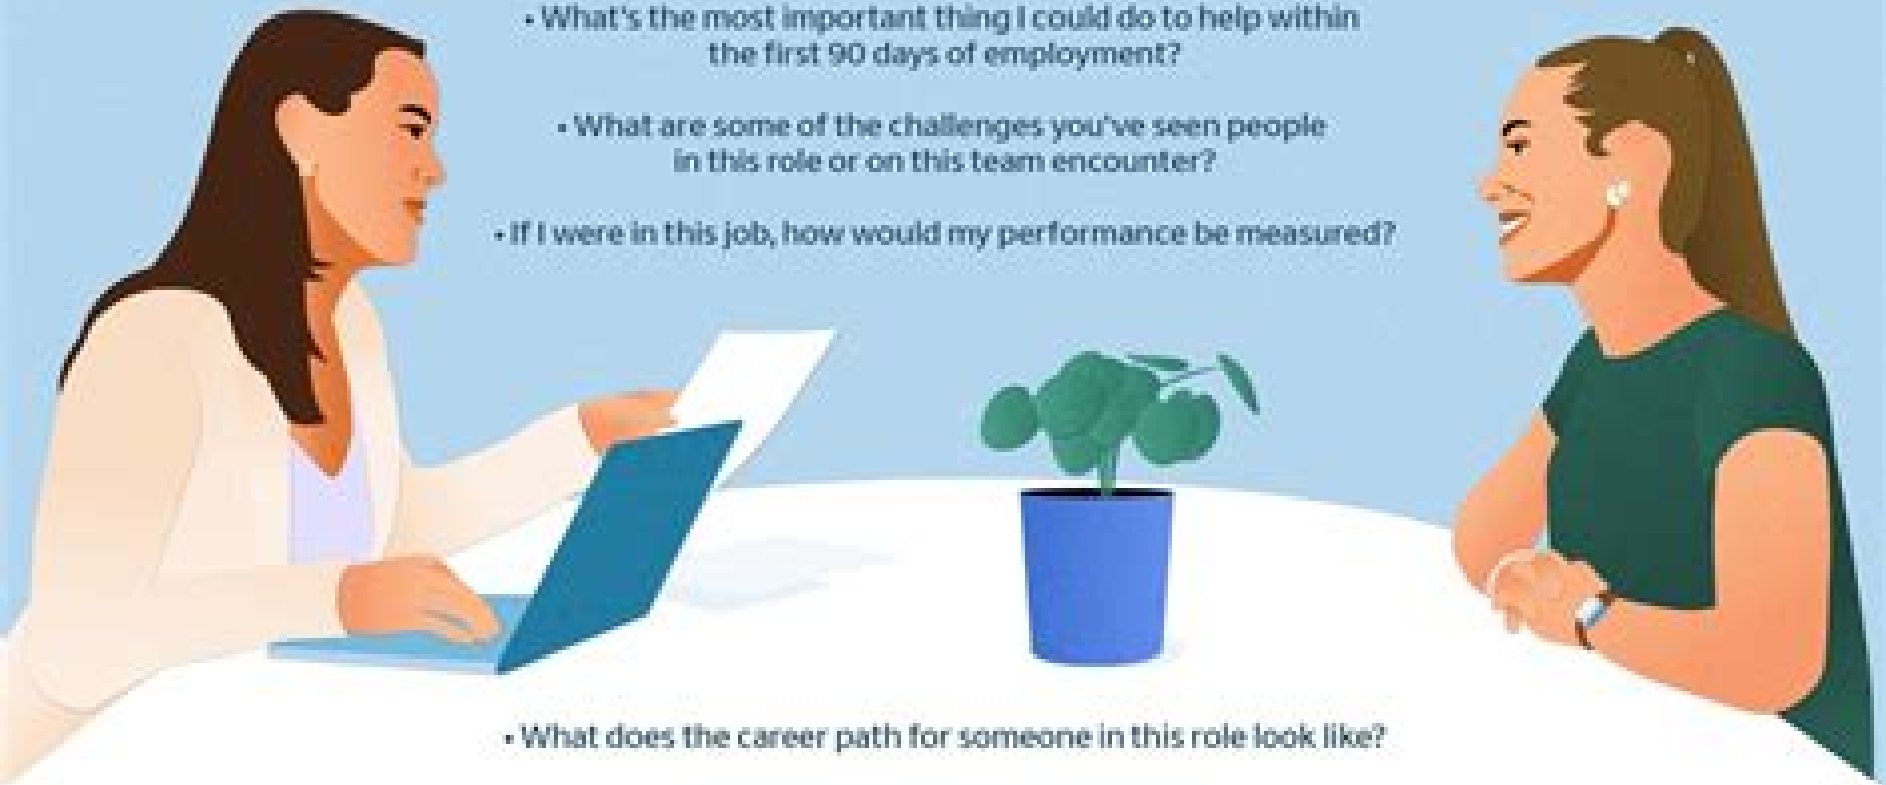 • What's the most important thing I could do to help within
the first 90 days of employment?
• What are some of the challenges you've seen people
in this role or on this team encounter?
• If I were in this job, how would my performance be measured?
• What does the career path for someone in this role look like?